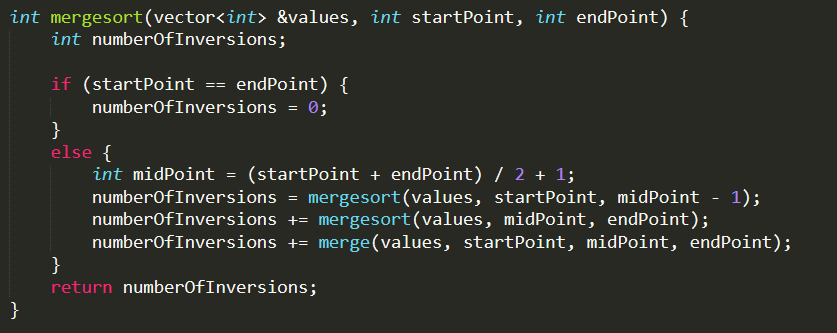 int mergesort(vector<int> &values, int startPoint, int endPoint) {
    int numberOfInversions;

    if (startPoint == endPoint) {
        numberOfInversions = 0;
    }
    else {
        int midPoint = (startPoint + endPoint) / 2 + 1;
        numberOfInversions = mergesort(values, startPoint, midPoint - 1);
        numberOfInversions += mergesort(values, midPoint, endPoint);
        numberOfInversions += merge(values, startPoint, midPoint, endPoint);
    }
    return numberOfInversions;
}